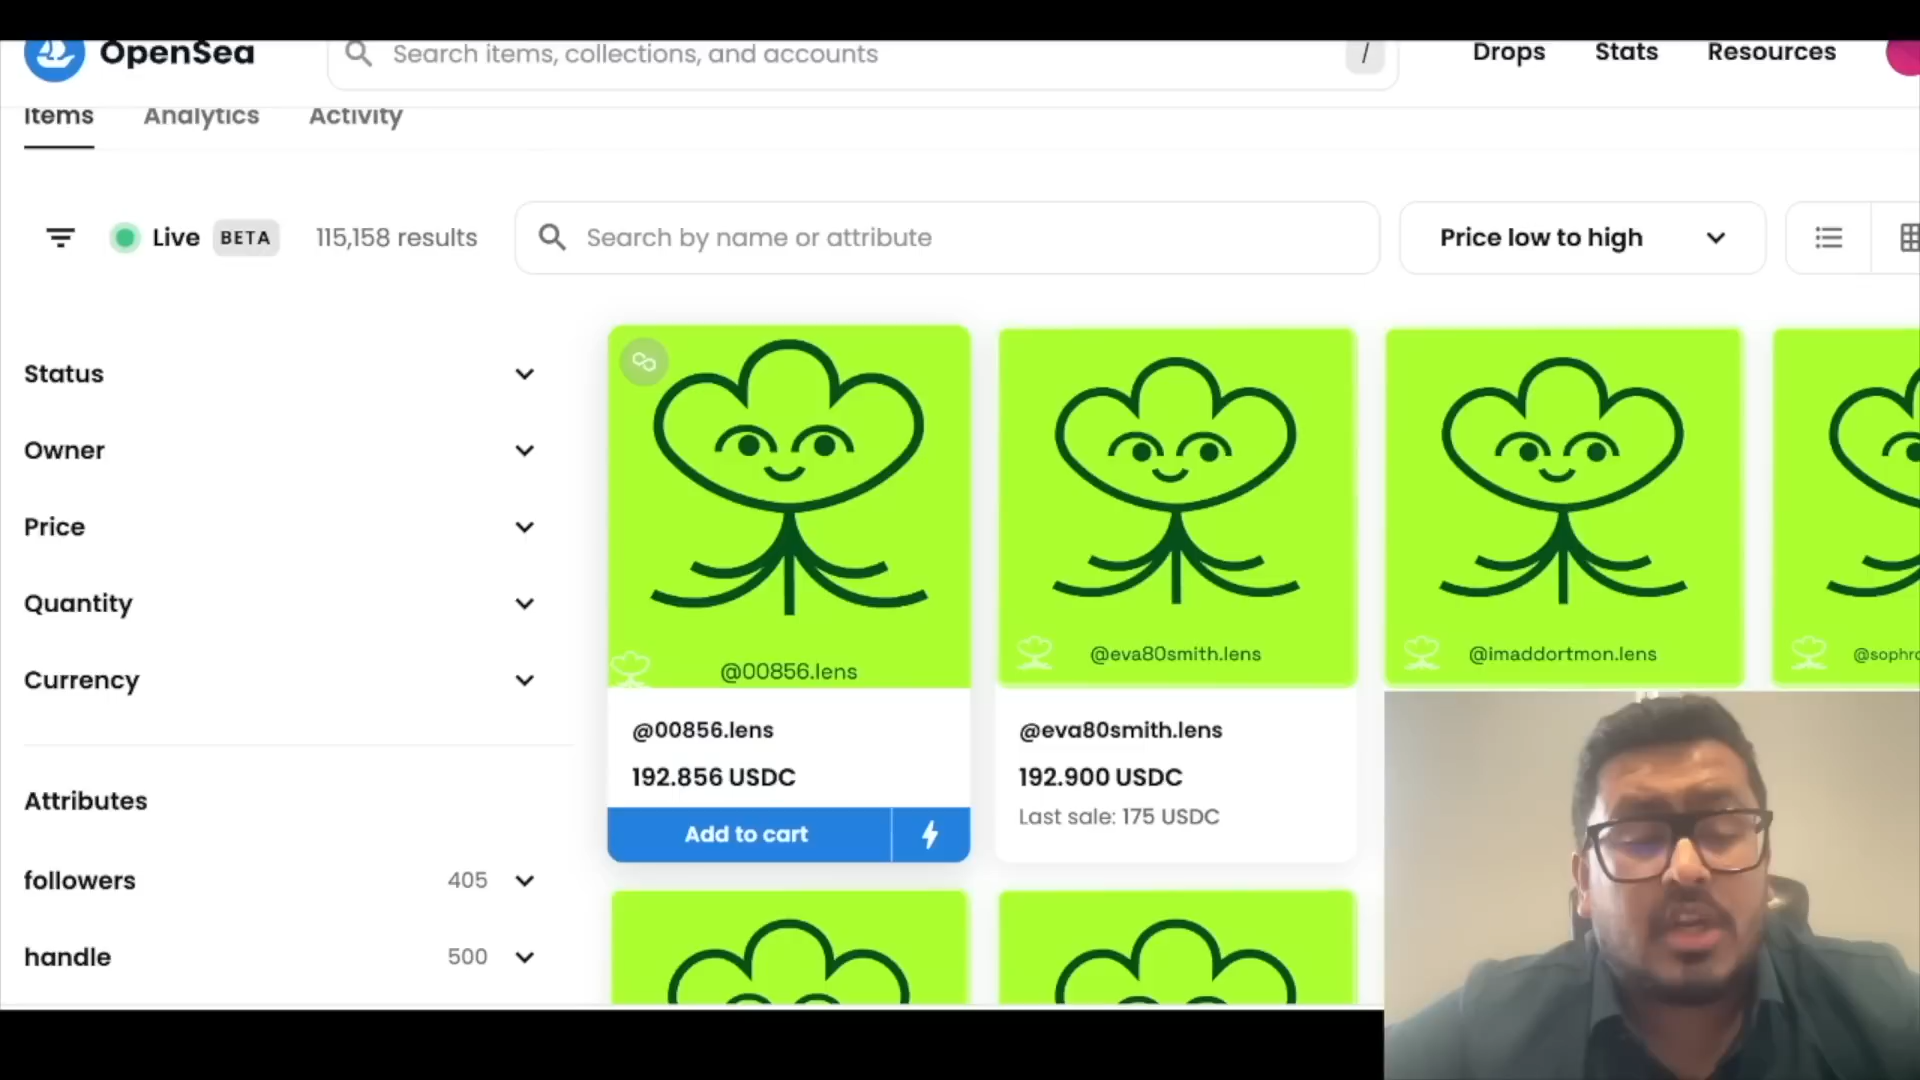 OpenSea
Search items, collections, and accounts
/
Drops
Stats
Resources
Items
Analytics
Activity
Live
BETA
115,158 results
Search by name or attribute
Price low to high
Status
Owner
Price
Quantity
Currency
Attributes
followers
405
handle
500
@00856.lens
@eva80smith.lens
@imaddortmon.lens
@00856.lens
192.856 USDC
Add to cart
@eva80smith.lens
192.900 USDC
Last sale: 175 USDC